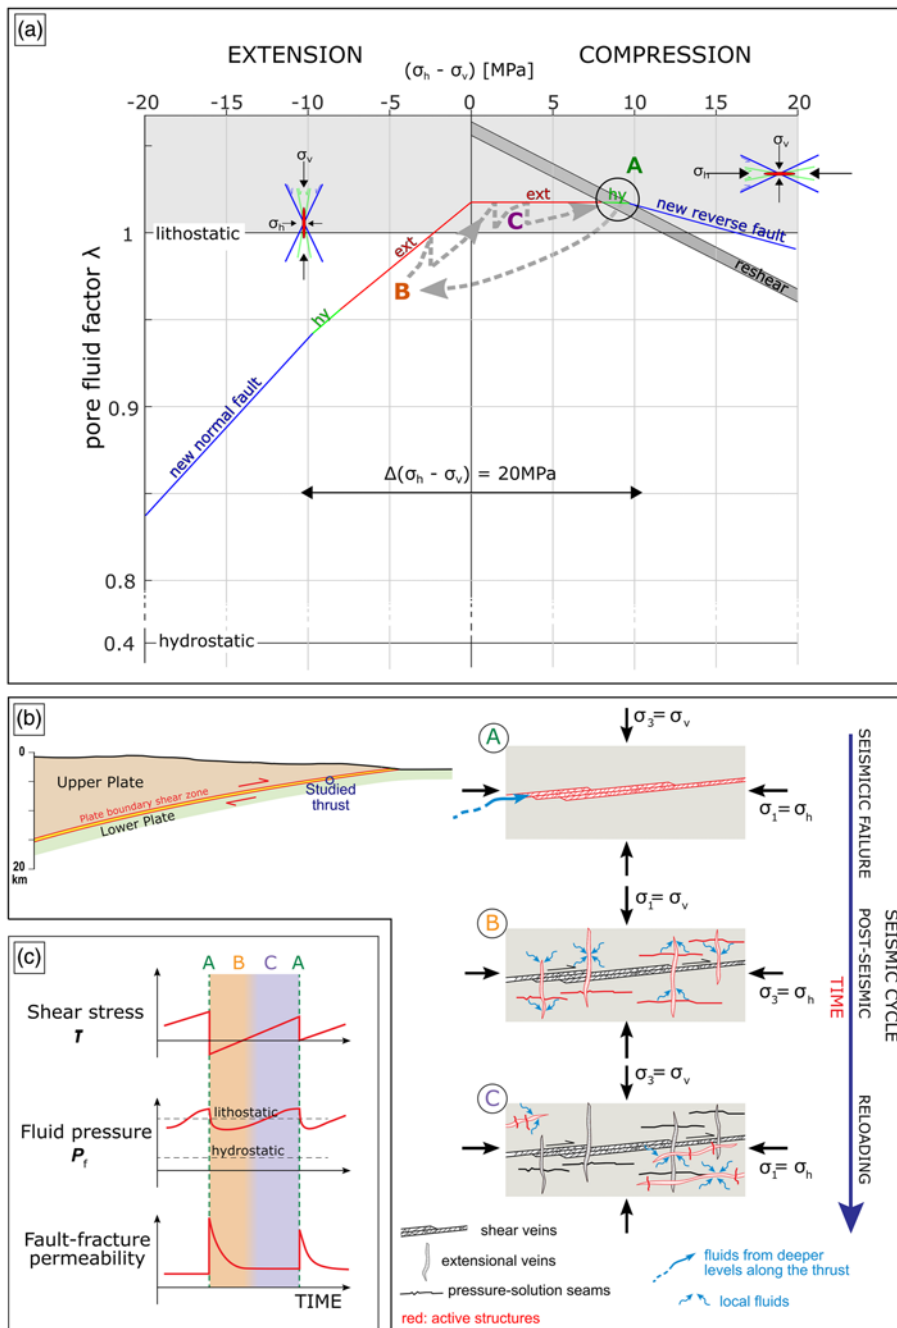 (a)
EXTENSION
COMPRESSION
(σh - σv) [MPa]
-20
-15
-10
-5
0
5
10
15
20
σv
A
σv
σh
ext
hy
new reverse fault
C
1
lithostatic
σh
ext
reshear
B
hy
pore fluid factor λ
new normal fault
0.9
Δ(σh - σv) = 20MPa
0.8
0.4
hydrostatic
(b)
0
Upper Plate
Plate boundary shear zone
Studied
thrust
Lower Plate
20
km
σ3= σv
A
σ1= σh
σ1= σv
B
σ3= σh
σ3= σv
C
σ1= σh
SEISMICIC FAILURE
POST-SEISMIC
RELOADING
TIME
SEISMIC CYCLE
shear veins
extensional veins
pressure-solution seams
red: active structures
fluids from deeper
levels along the thrust
local fluids
(c)
A
B
C
A
Shear stress
T
lithostatic
Fluid pressure
Pf
hydrostatic
Fault-fracture
permeability
TIME